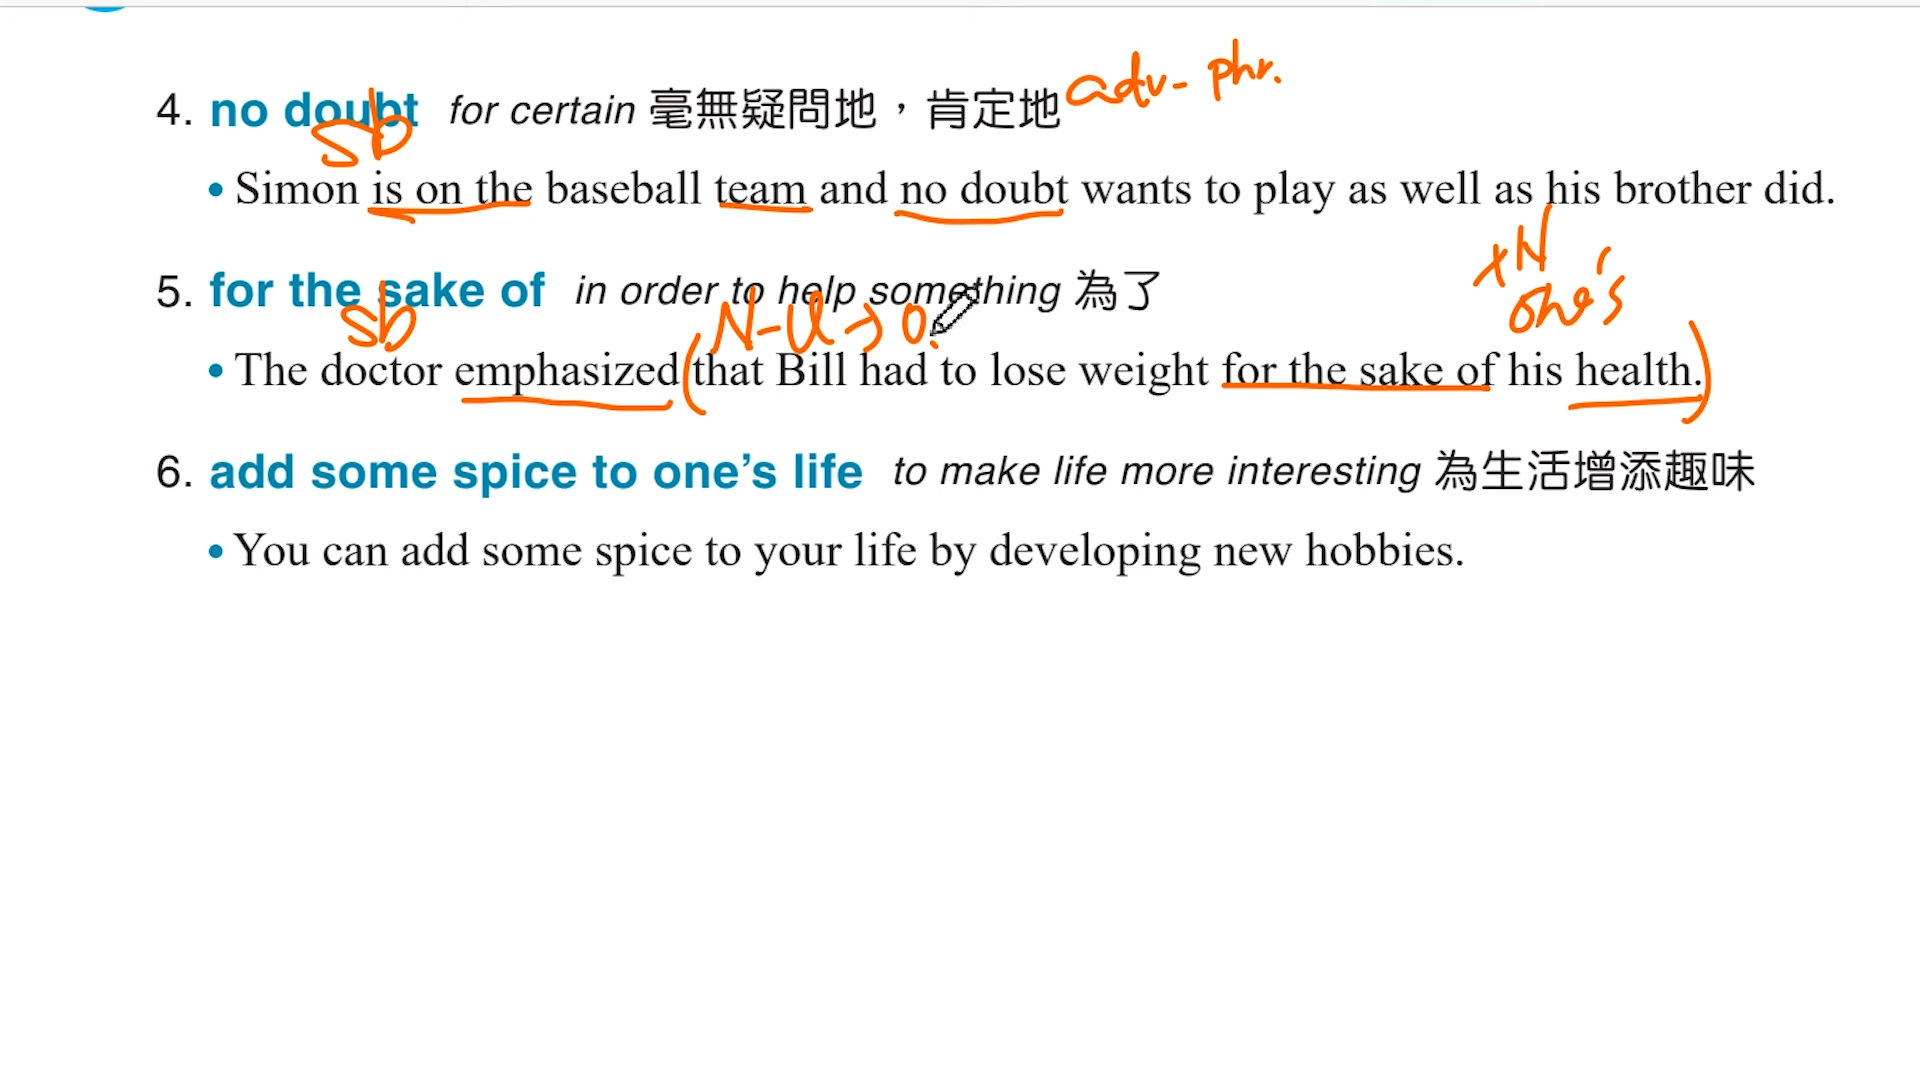 4. no doubt for certain 毫無疑問地，肯定地 adv- phr.
sb
• Simon is on the baseball team and no doubt wants to play as well as his brother did.
+N
one's
5. for the sake of in order to help something 為了
sb
• The doctor emphasized (that Bill had to lose weight for the sake of his health.)
6. add some spice to one’s life to make life more interesting 為生活增添趣味
• You can add some spice to your life by developing new hobbies.